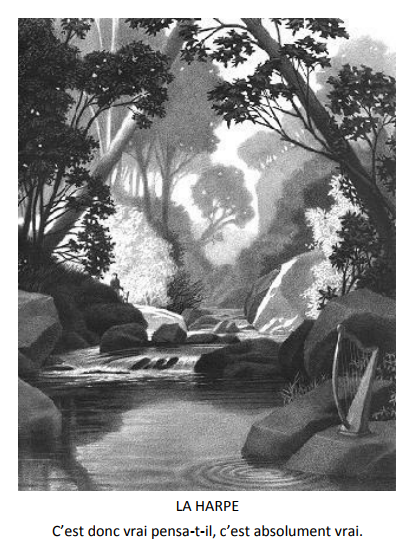 LA HARPE
C’est donc vrai pensa-t-il, c’est absolument vrai.